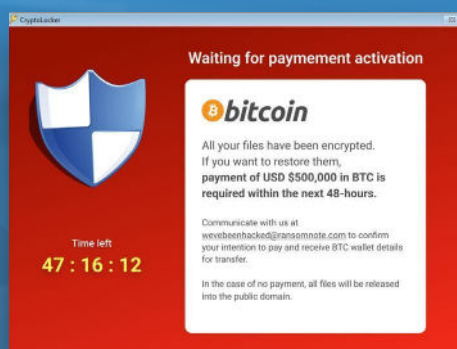 CryptoLocker
Waiting for paymement activation
bitcoin
All your files have been encrypted.
If you want to restore them,
payment of USD $500,000 in BTC is
required within the next 48-hours.
Communicate with us at
wevebeenhacked@ransomnote.com to confirm
your intention to pay and receive BTC wallet details
for transfer.
Time left
47 : 16 : 12
In the case of no payment, all files will be released
into the public domain.